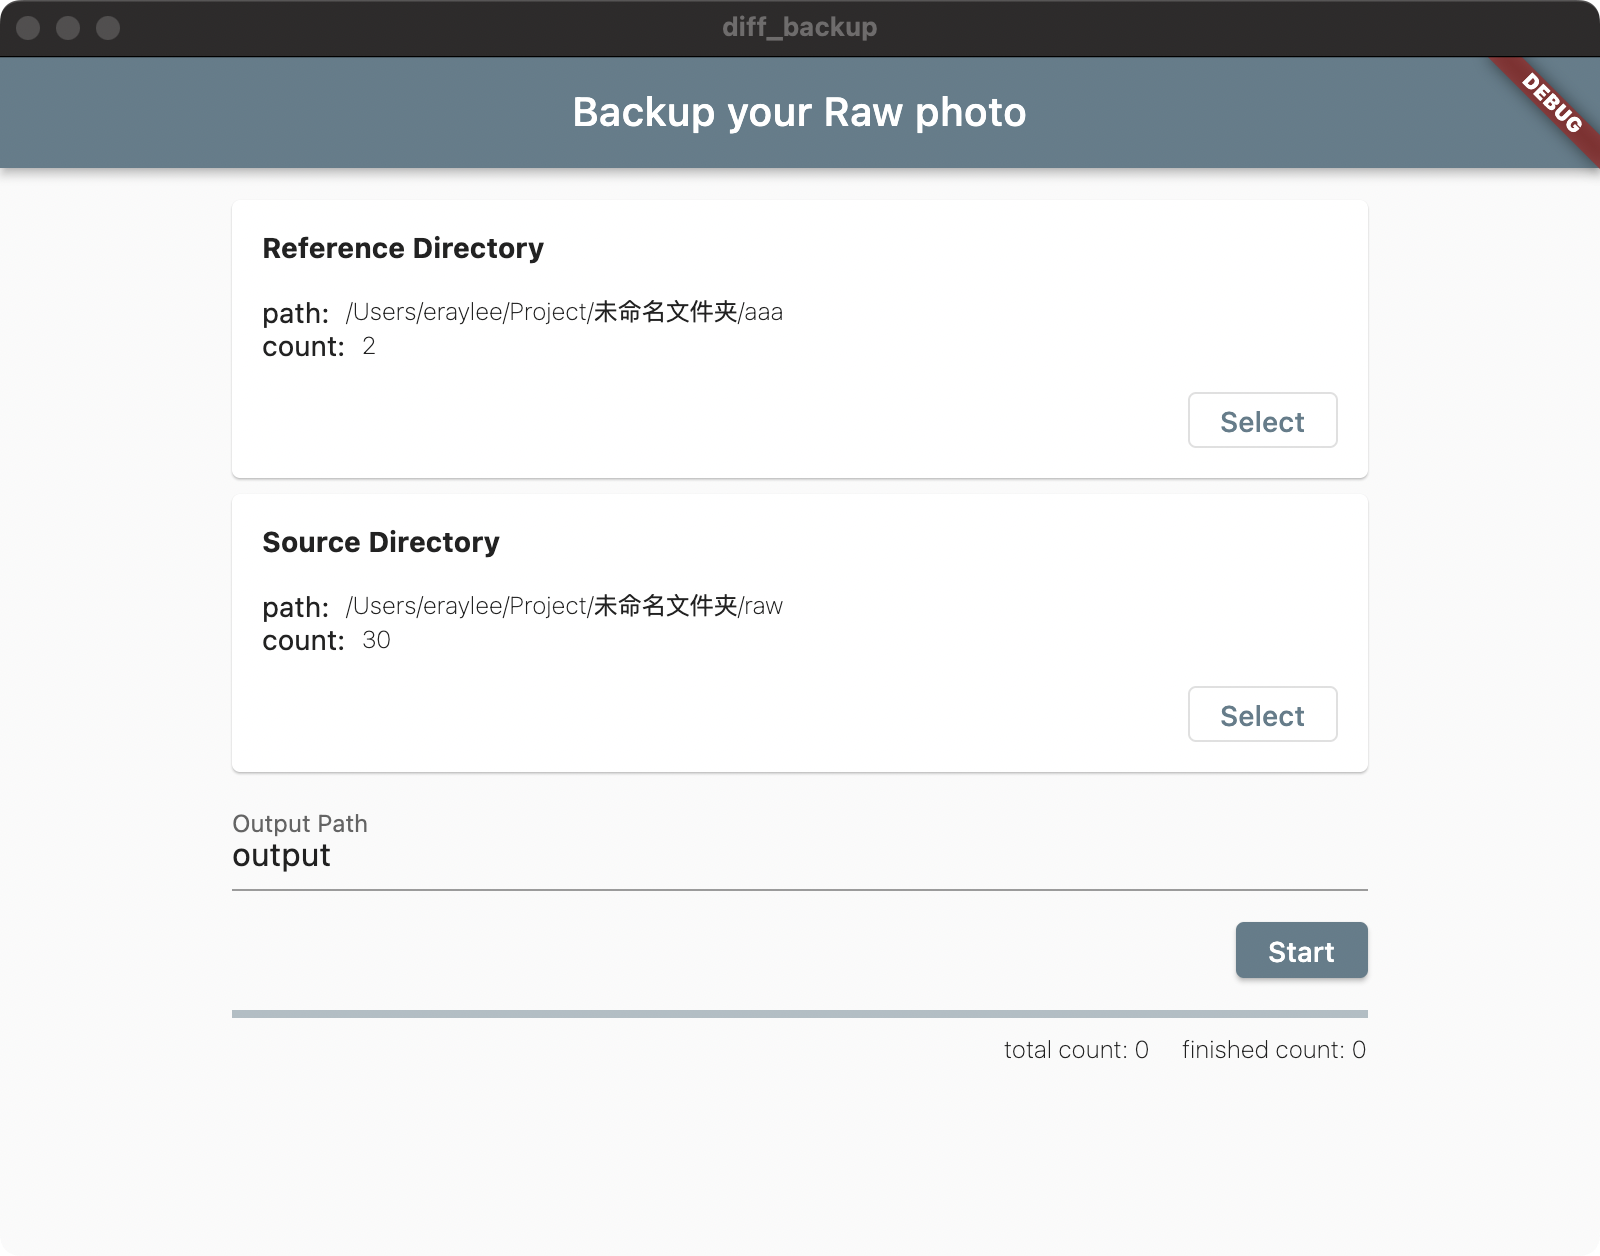 diff_backup
Backup your Raw photo
DEBUG
Reference Directory
path: /Users/eraylee/Project/未命名文件夹/aaa
count: 2
Select
Source Directory
path: /Users/eraylee/Project/未命名文件夹/raw
count: 30
Select
Output Path
output
Start
total count: 0 finished count: 0